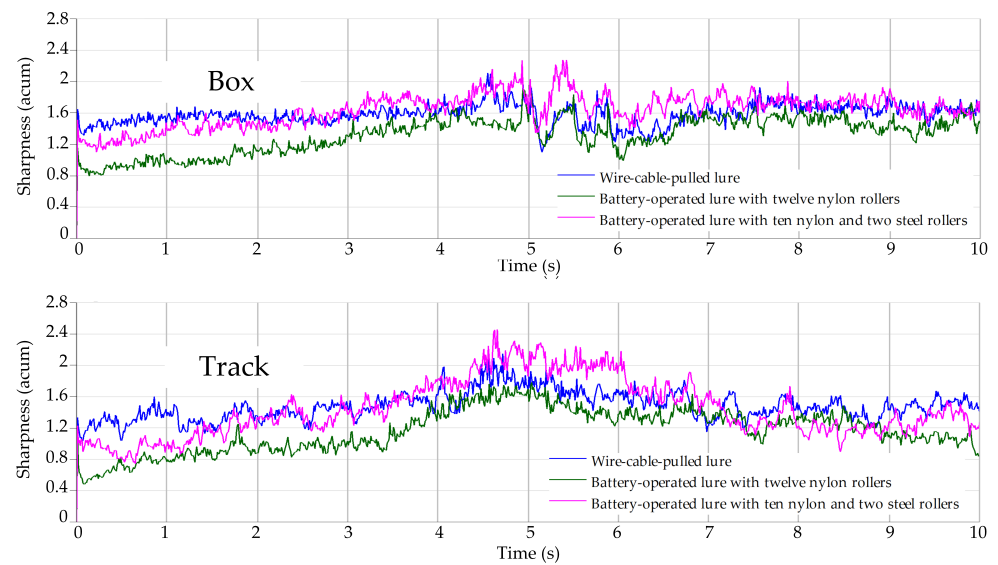 2.8
2.4
2
1.6
1.2
0.8
0.4
0
Sharpness (acum)
Box
Wire-cable-pulled lure
Battery-operated lure with twelve nylon rollers
Battery-operated lure with ten nylon and two steel rollers
0 1 2 3 4 5 6 7 8 9 10
Time (s)
2.8
2.4
2
1.6
1.2
0.8
0.4
0
Sharpness (acum)
Track
Wire-cable-pulled lure
Battery-operated lure with twelve nylon rollers
Battery-operated lure with ten nylon and two steel rollers
0 1 2 3 4 5 6 7 8 9 10
Time (s)